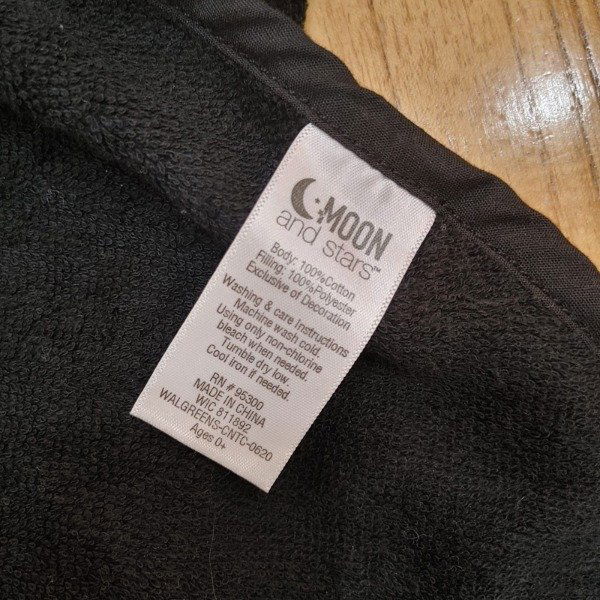 MOON
and stars™
Body: 100%Cotton
Filling: 100%Polyester
Exclusive of Decoration
Washing & care Instructions
Machine wash cold.
Using only non-chlorine
bleach when needed.
Tumble dry low.
Cool iron if needed.
RN # 95300
MADE IN CHINA
WIC 811892
WALGREENS-CNTC-0620
Ages 0+